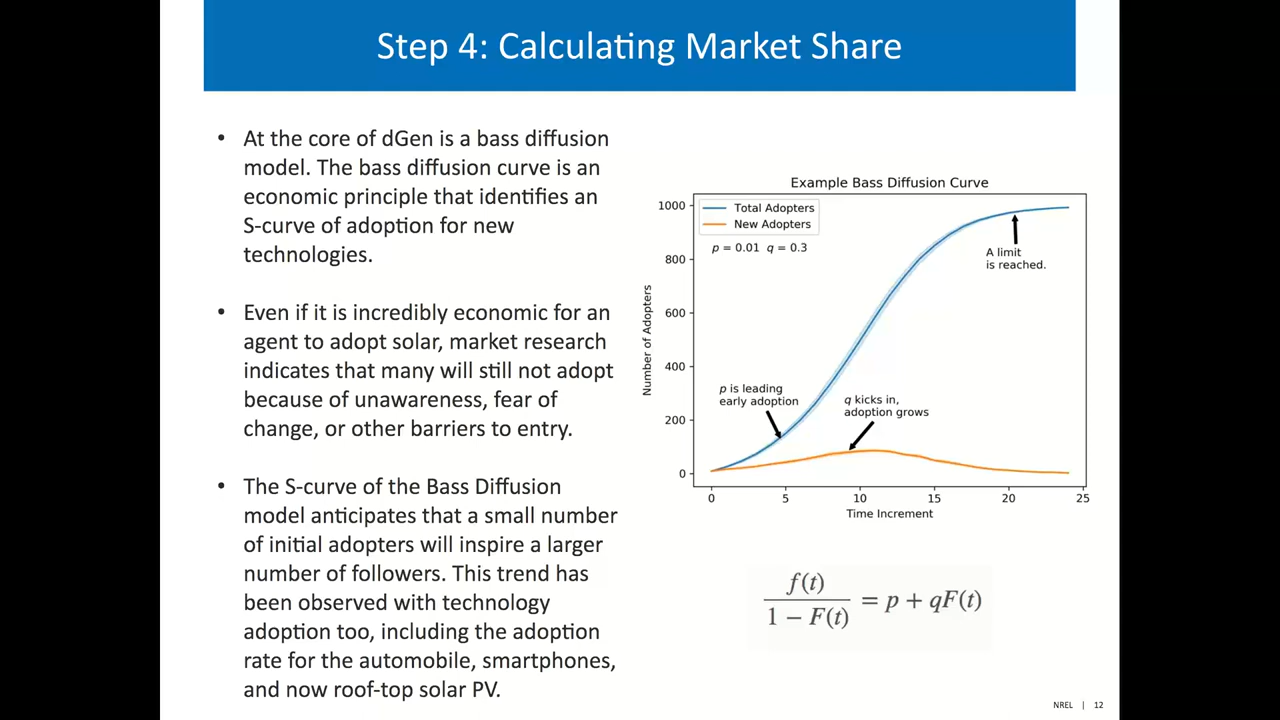 Step 4: Calculating Market Share
• At the core of dGen is a bass diffusion
model. The bass diffusion curve is an
economic principle that identifies an
S-curve of adoption for new
technologies.
• Even if it is incredibly economic for an
agent to adopt solar, market research
indicates that many will still not adopt
because of unawareness, fear of
change, or other barriers to entry.
• The S-curve of the Bass Diffusion
model anticipates that a small number
of initial adopters will inspire a larger
number of followers. This trend has
been observed with technology
adoption too, including the adoption
rate for the automobile, smartphones,
and now roof-top solar PV.
Example Bass Diffusion Curve
Total Adopters
New Adopters
p = 0.01 q = 0.3
A limit
is reached.
p is leading
early adoption
q kicks in,
adoption grows
Number of Adopters
1000
800
600
400
200
0
0 5 10 15 20 25
Time Increment
f(t)
1 − F(t)
= p + qF(t)
NREL | 12